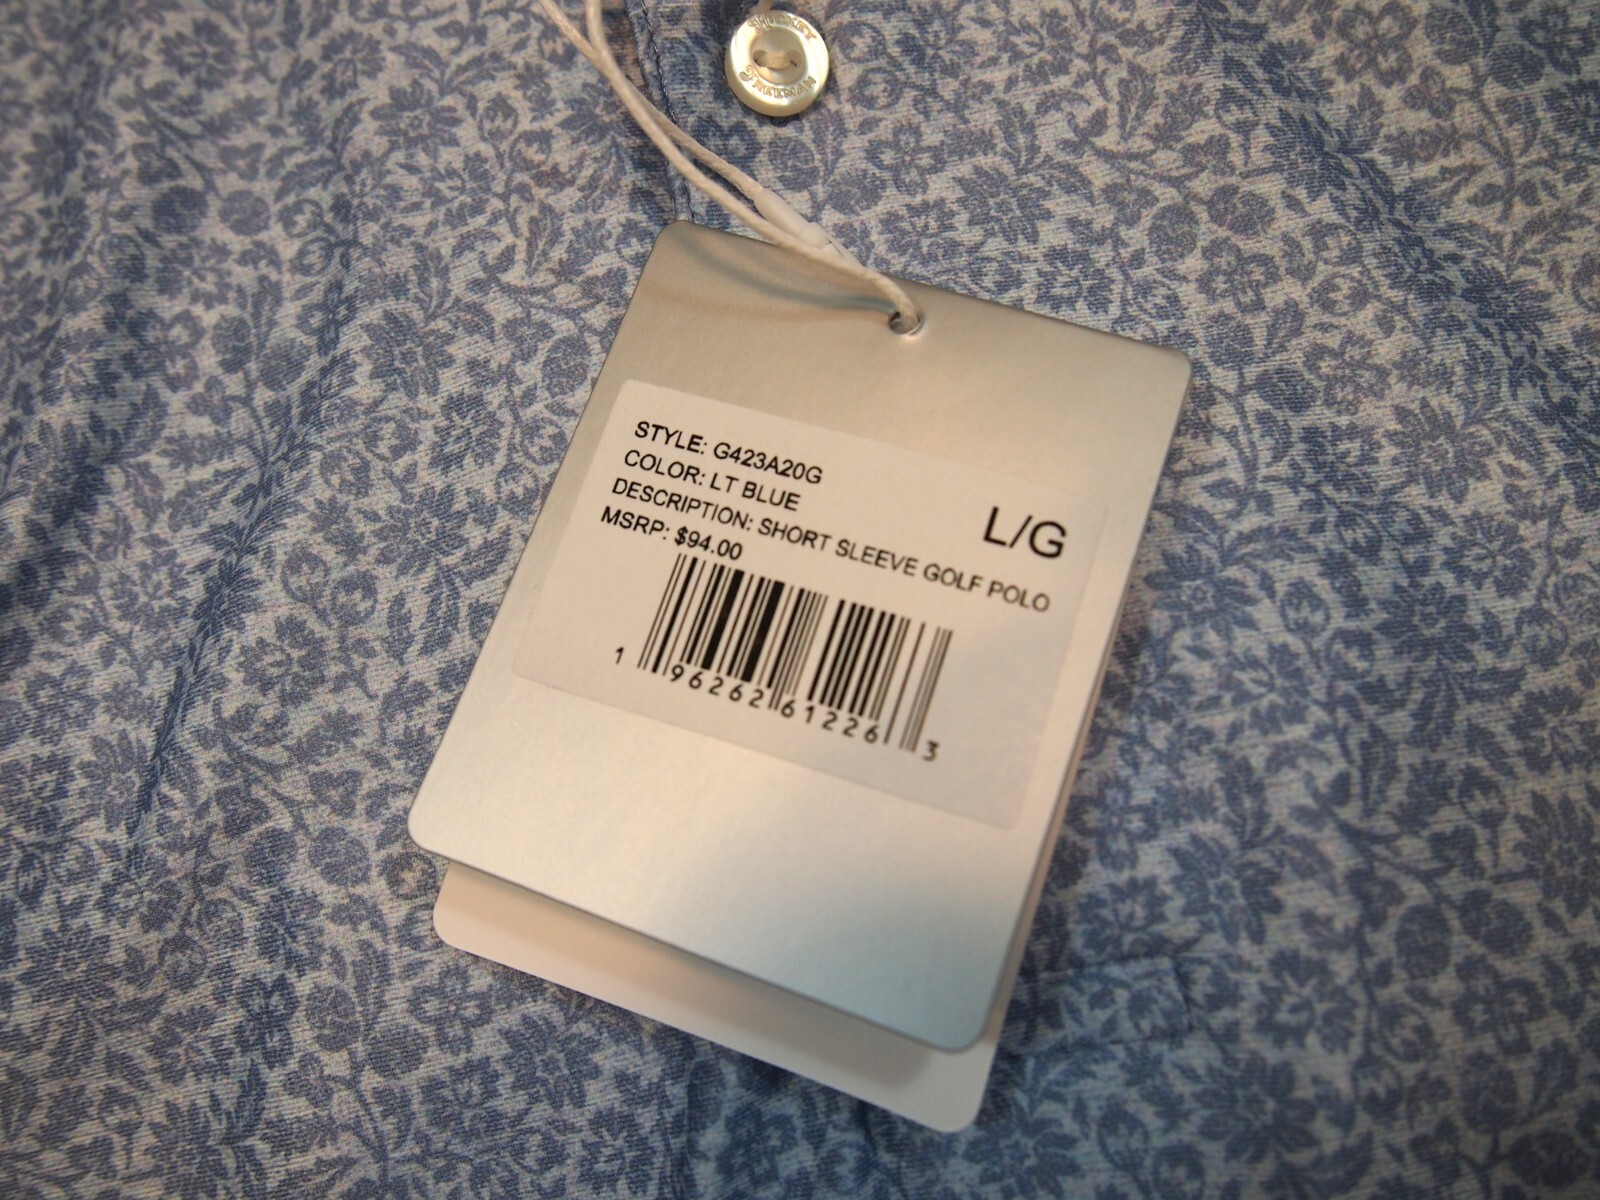 STYLE: G423A20G
COLOR: LT BLUE
L/G
DESCRIPTION: SHORT SLEEVE GOLF POLO
MSRP: $94.00
1 96262 61226 3